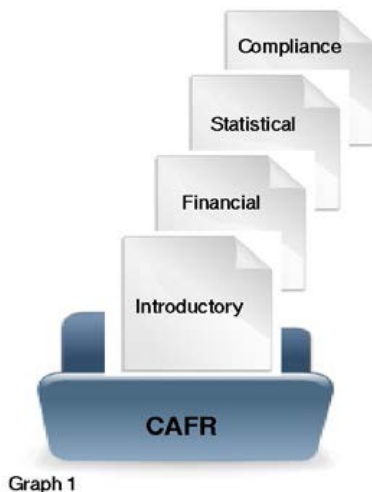 Compliance
Statistical
Financial
Introductory
CAFR
Graph 1